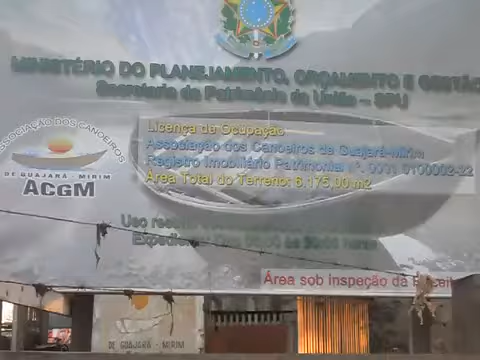 MINISTÉRIO DO PLANEJAMENTO, ORÇAMENTO E GESTÃO
Secretaria do Patrimônio da União - SPU
ASSOCIAÇÃO DOS CANOEIROS
DE GUAJARÁ - MIRIM
ACGM
Licença da Ocupação
Associação dos Canoeiros de Guajará-Mirim
Registro Imobiliário Patrimonial
Área Total do Terreno: 6.175,00 m2
Uso
Área sob inspeção da
DE GUAJARÁ - MIRIM